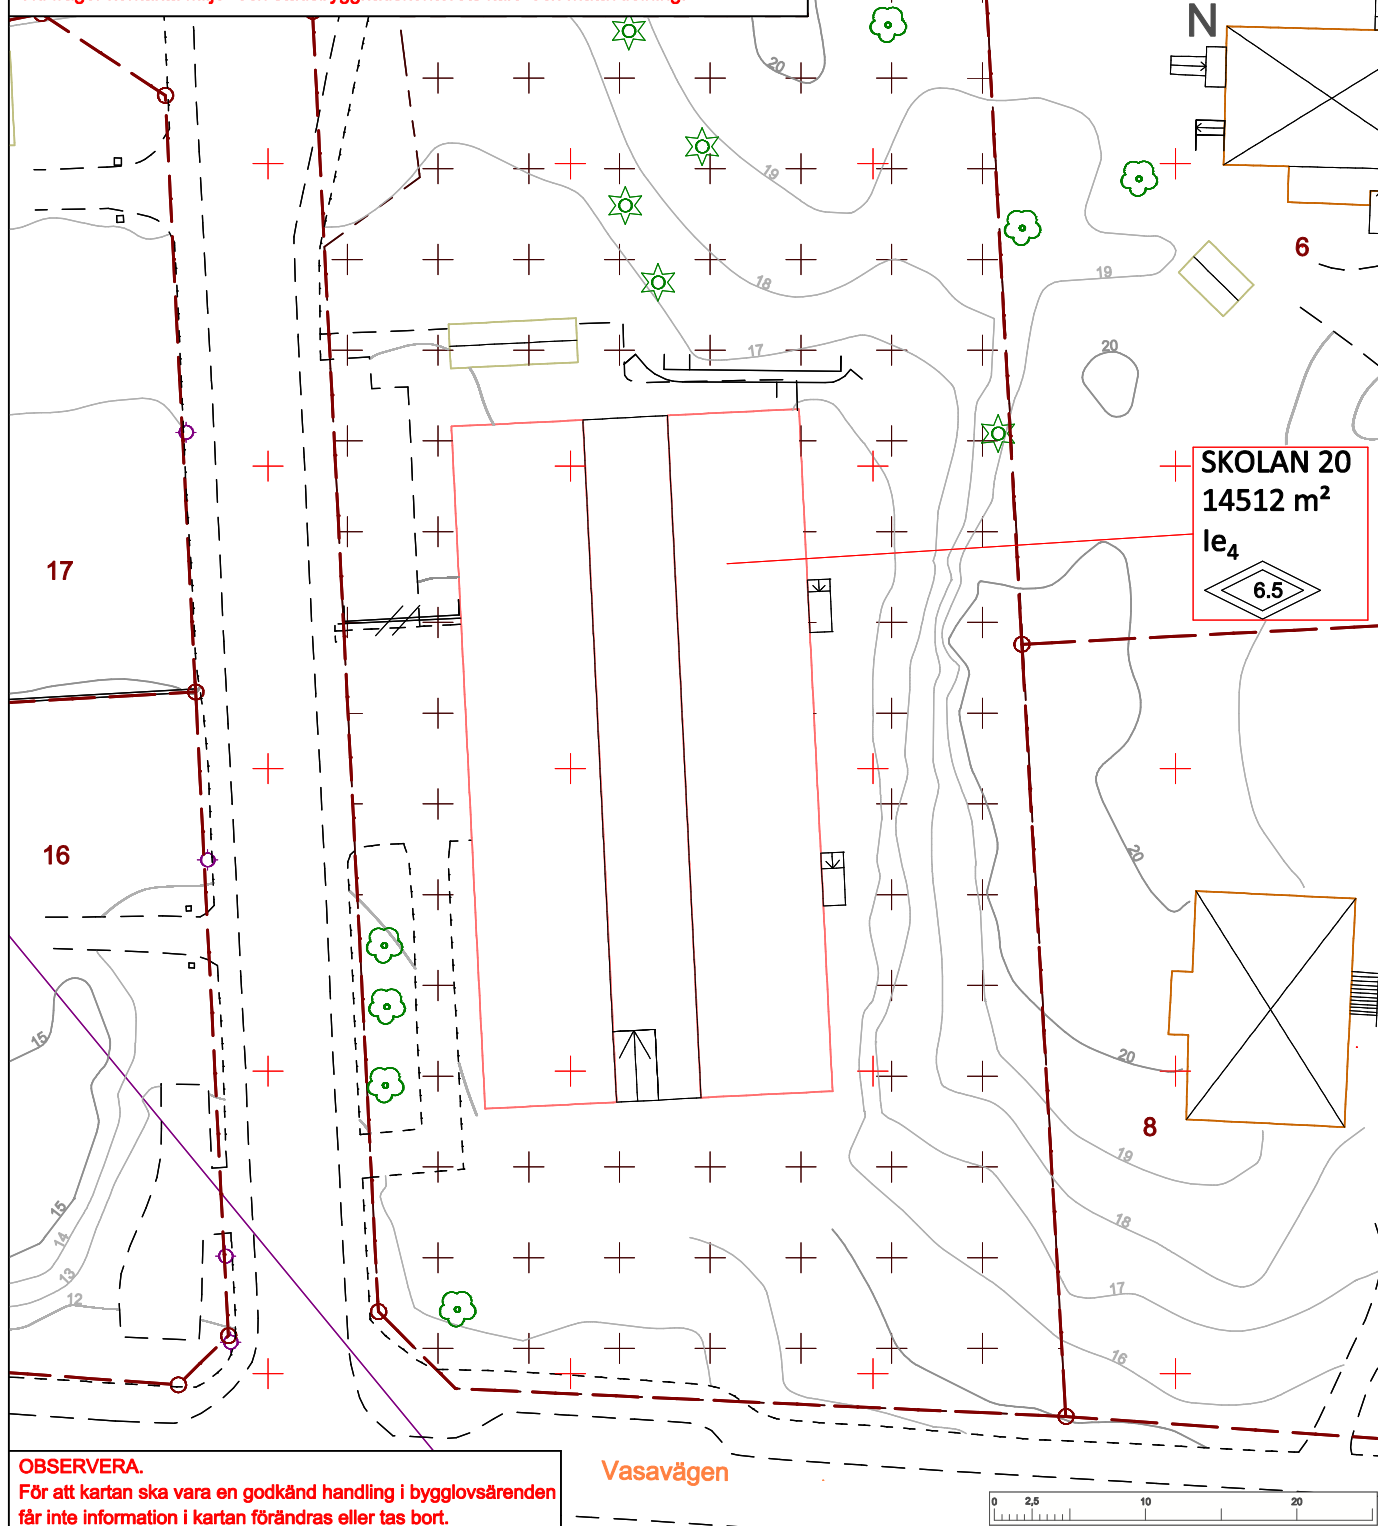 N
20
19
18
17
19
20
6
SKOLAN 20
14512 m²
Ie₄
6.5
17
16
20
20
8
15
15
14
13
12
19
18
17
16
Vasavägen
OBSERVERA.
För att kartan ska vara en godkänd handling i bygglovsärenden
får inte information i kartan förändras eller tas bort.
0 2,5 10 20